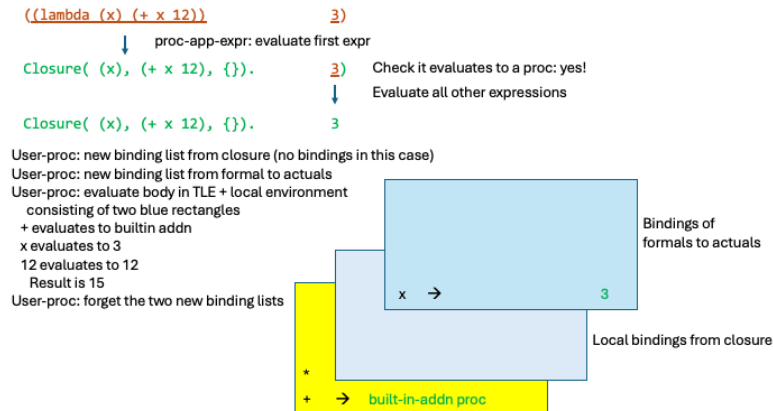 ((lambda (x) (+ x 12)) 3)
proc-app-expr: evaluate first expr
Closure( (x), (+ x 12), {}). 3) Check it evaluates to a proc: yes!
Evaluate all other expressions
Closure( (x), (+ x 12), {}). 3
User-proc: new binding list from closure (no bindings in this case)
User-proc: new binding list from formal to actuals
User-proc: evaluate body in TLE + local environment
consisting of two blue rectangles
+ evaluates to builtin addn
x evaluates to 3
12 evaluates to 12
Result is 15
User-proc: forget the two new binding lists
Bindings of
formals to actuals
x → 3
Local bindings from closure
*
+ → built-in-addn proc